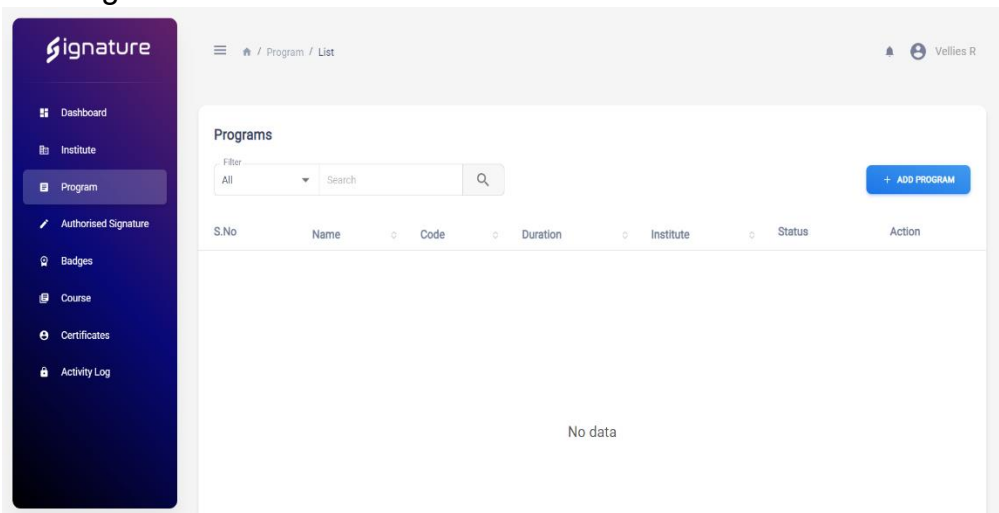 Signature
Dashboard
Institute
Program
Authorised Signature
Badges
Course
Certificates
Activity Log
/ Program / List
Vellies R
Programs
Filter
All Search
+ ADD PROGRAM
S.No Name Code Duration Institute Status Action
No data